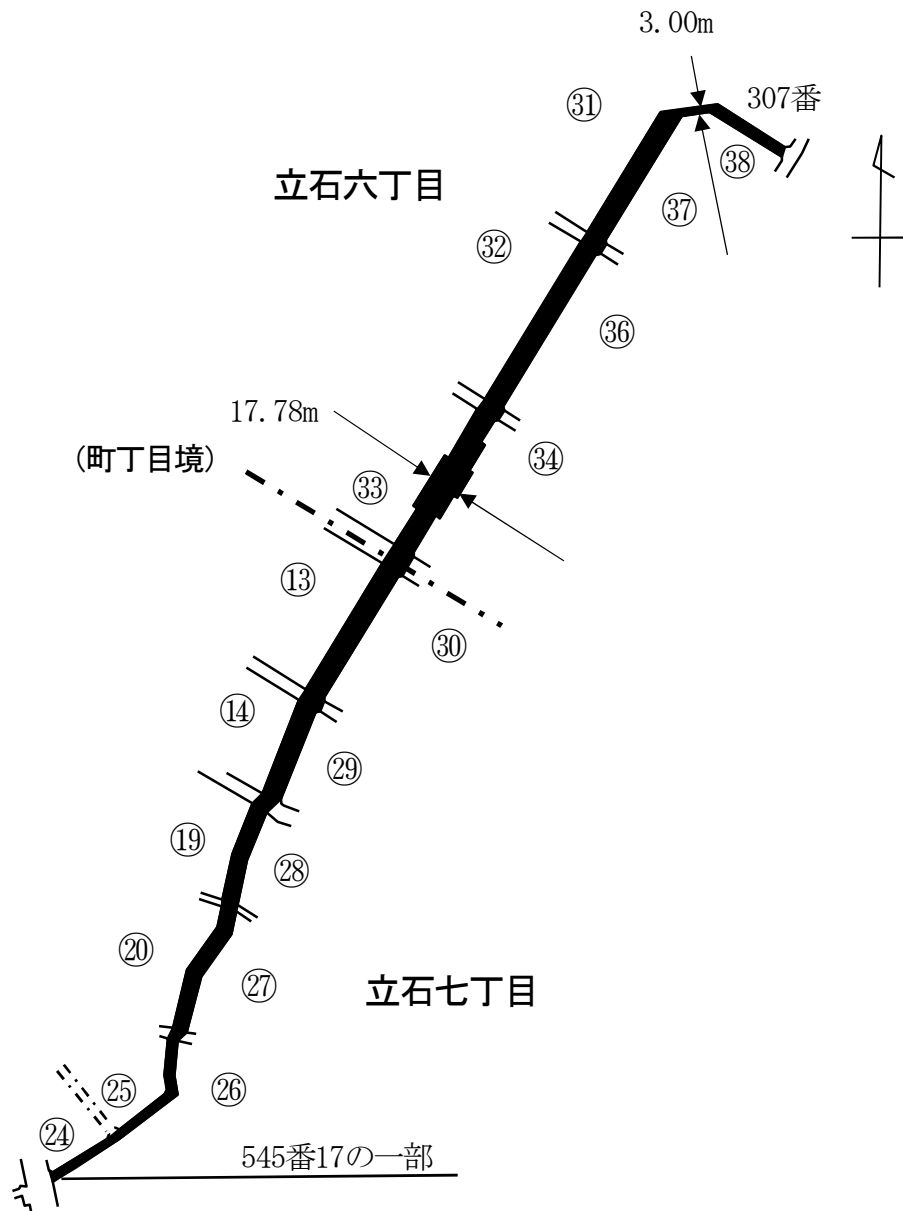 3.00m
㉛
307番
㊳
立石六丁目
㊲
㉜
㊱
17.78m
(町丁目境)
㉞
㉝
⑬
㉚
⑭
㉙
⑲
㉘
⑳
㉗
立石七丁目
㉕
㉖
㉔
545番17の一部